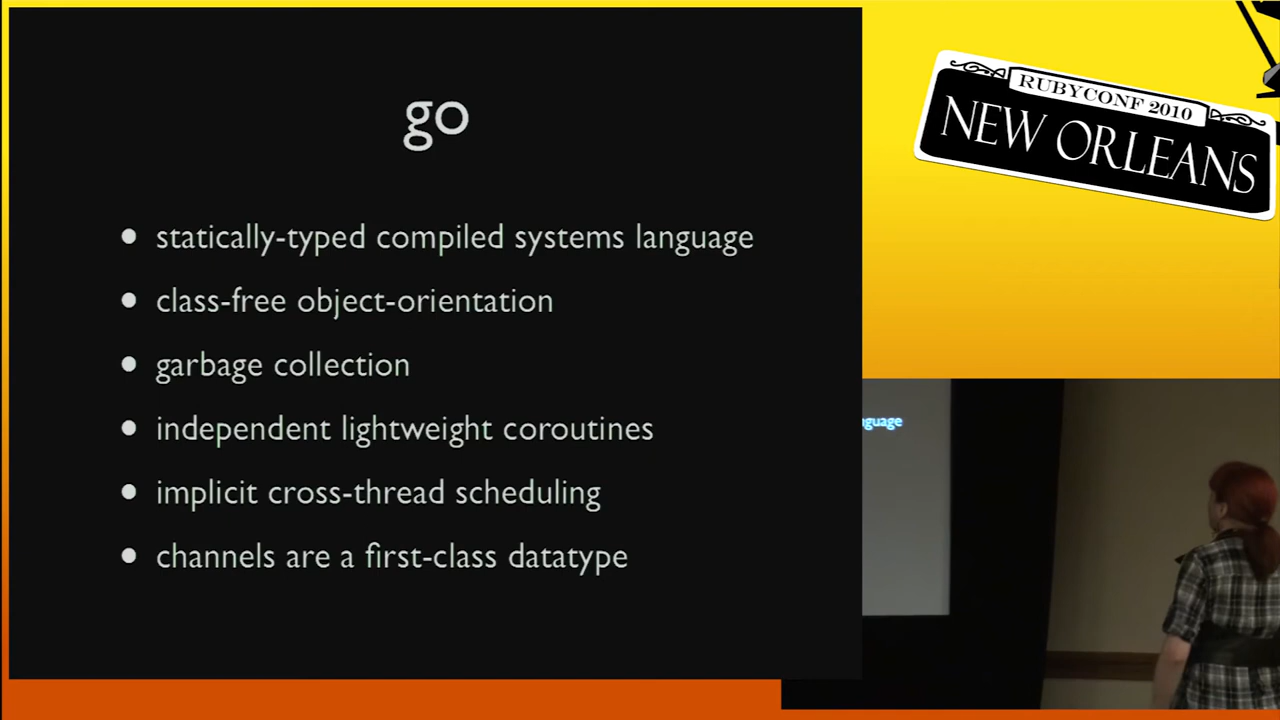 go
• statically-typed compiled systems language
• class-free object-orientation
• garbage collection
• independent lightweight coroutines
• implicit cross-thread scheduling
• channels are a first-class datatype
RUBYCONF 2010
NEW ORLEANS
guage